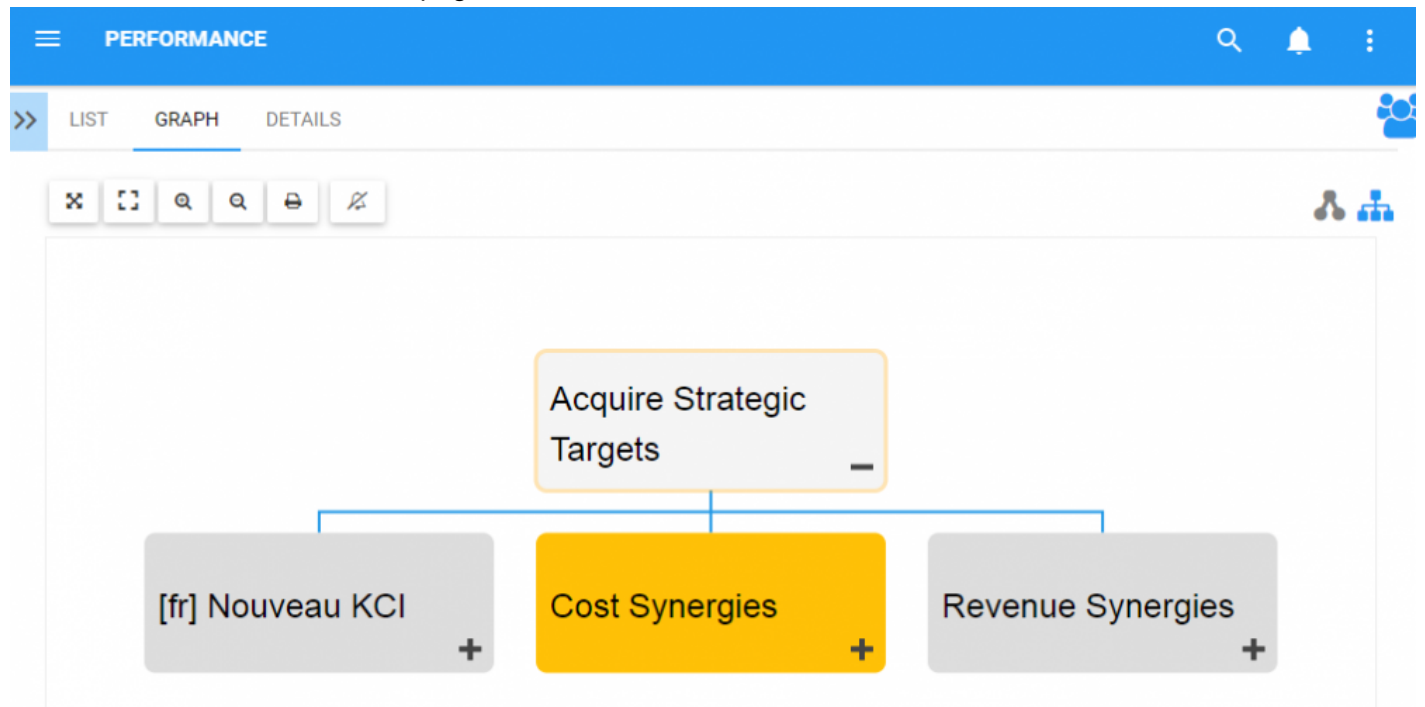 PERFORMANCE
LIST GRAPH DETAILS
Acquire Strategic
Targets
[fr] Nouveau KCI
Cost Synergies
Revenue Synergies